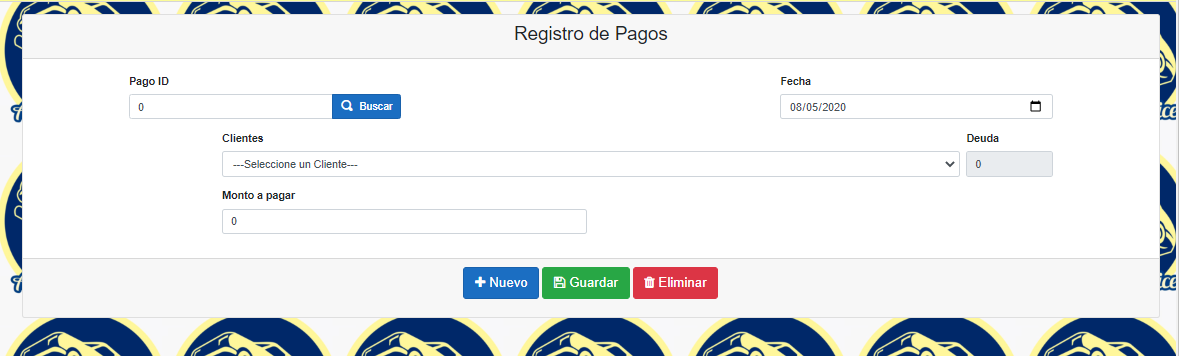 Registro de Pagos
Pago ID
Fecha
0
Buscar
08/05/2020
Clientes
Deuda
---Seleccione un Cliente---
0
Monto a pagar
0
Nuevo
Guardar
Eliminar